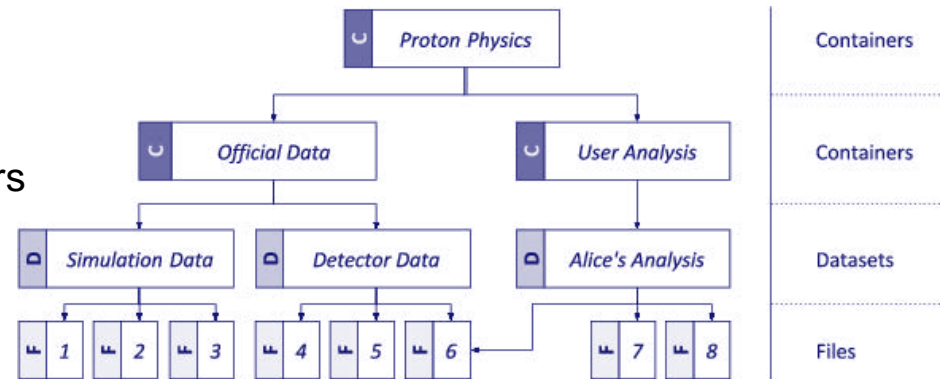 C Proton Physics Containers
C Official Data C User Analysis Containers
rs
D Simulation Data D Detector Data D Alice's Analysis Datasets
F 1 F 2 F 3 F 4 F 5 F 6 F 7 F 8 Files